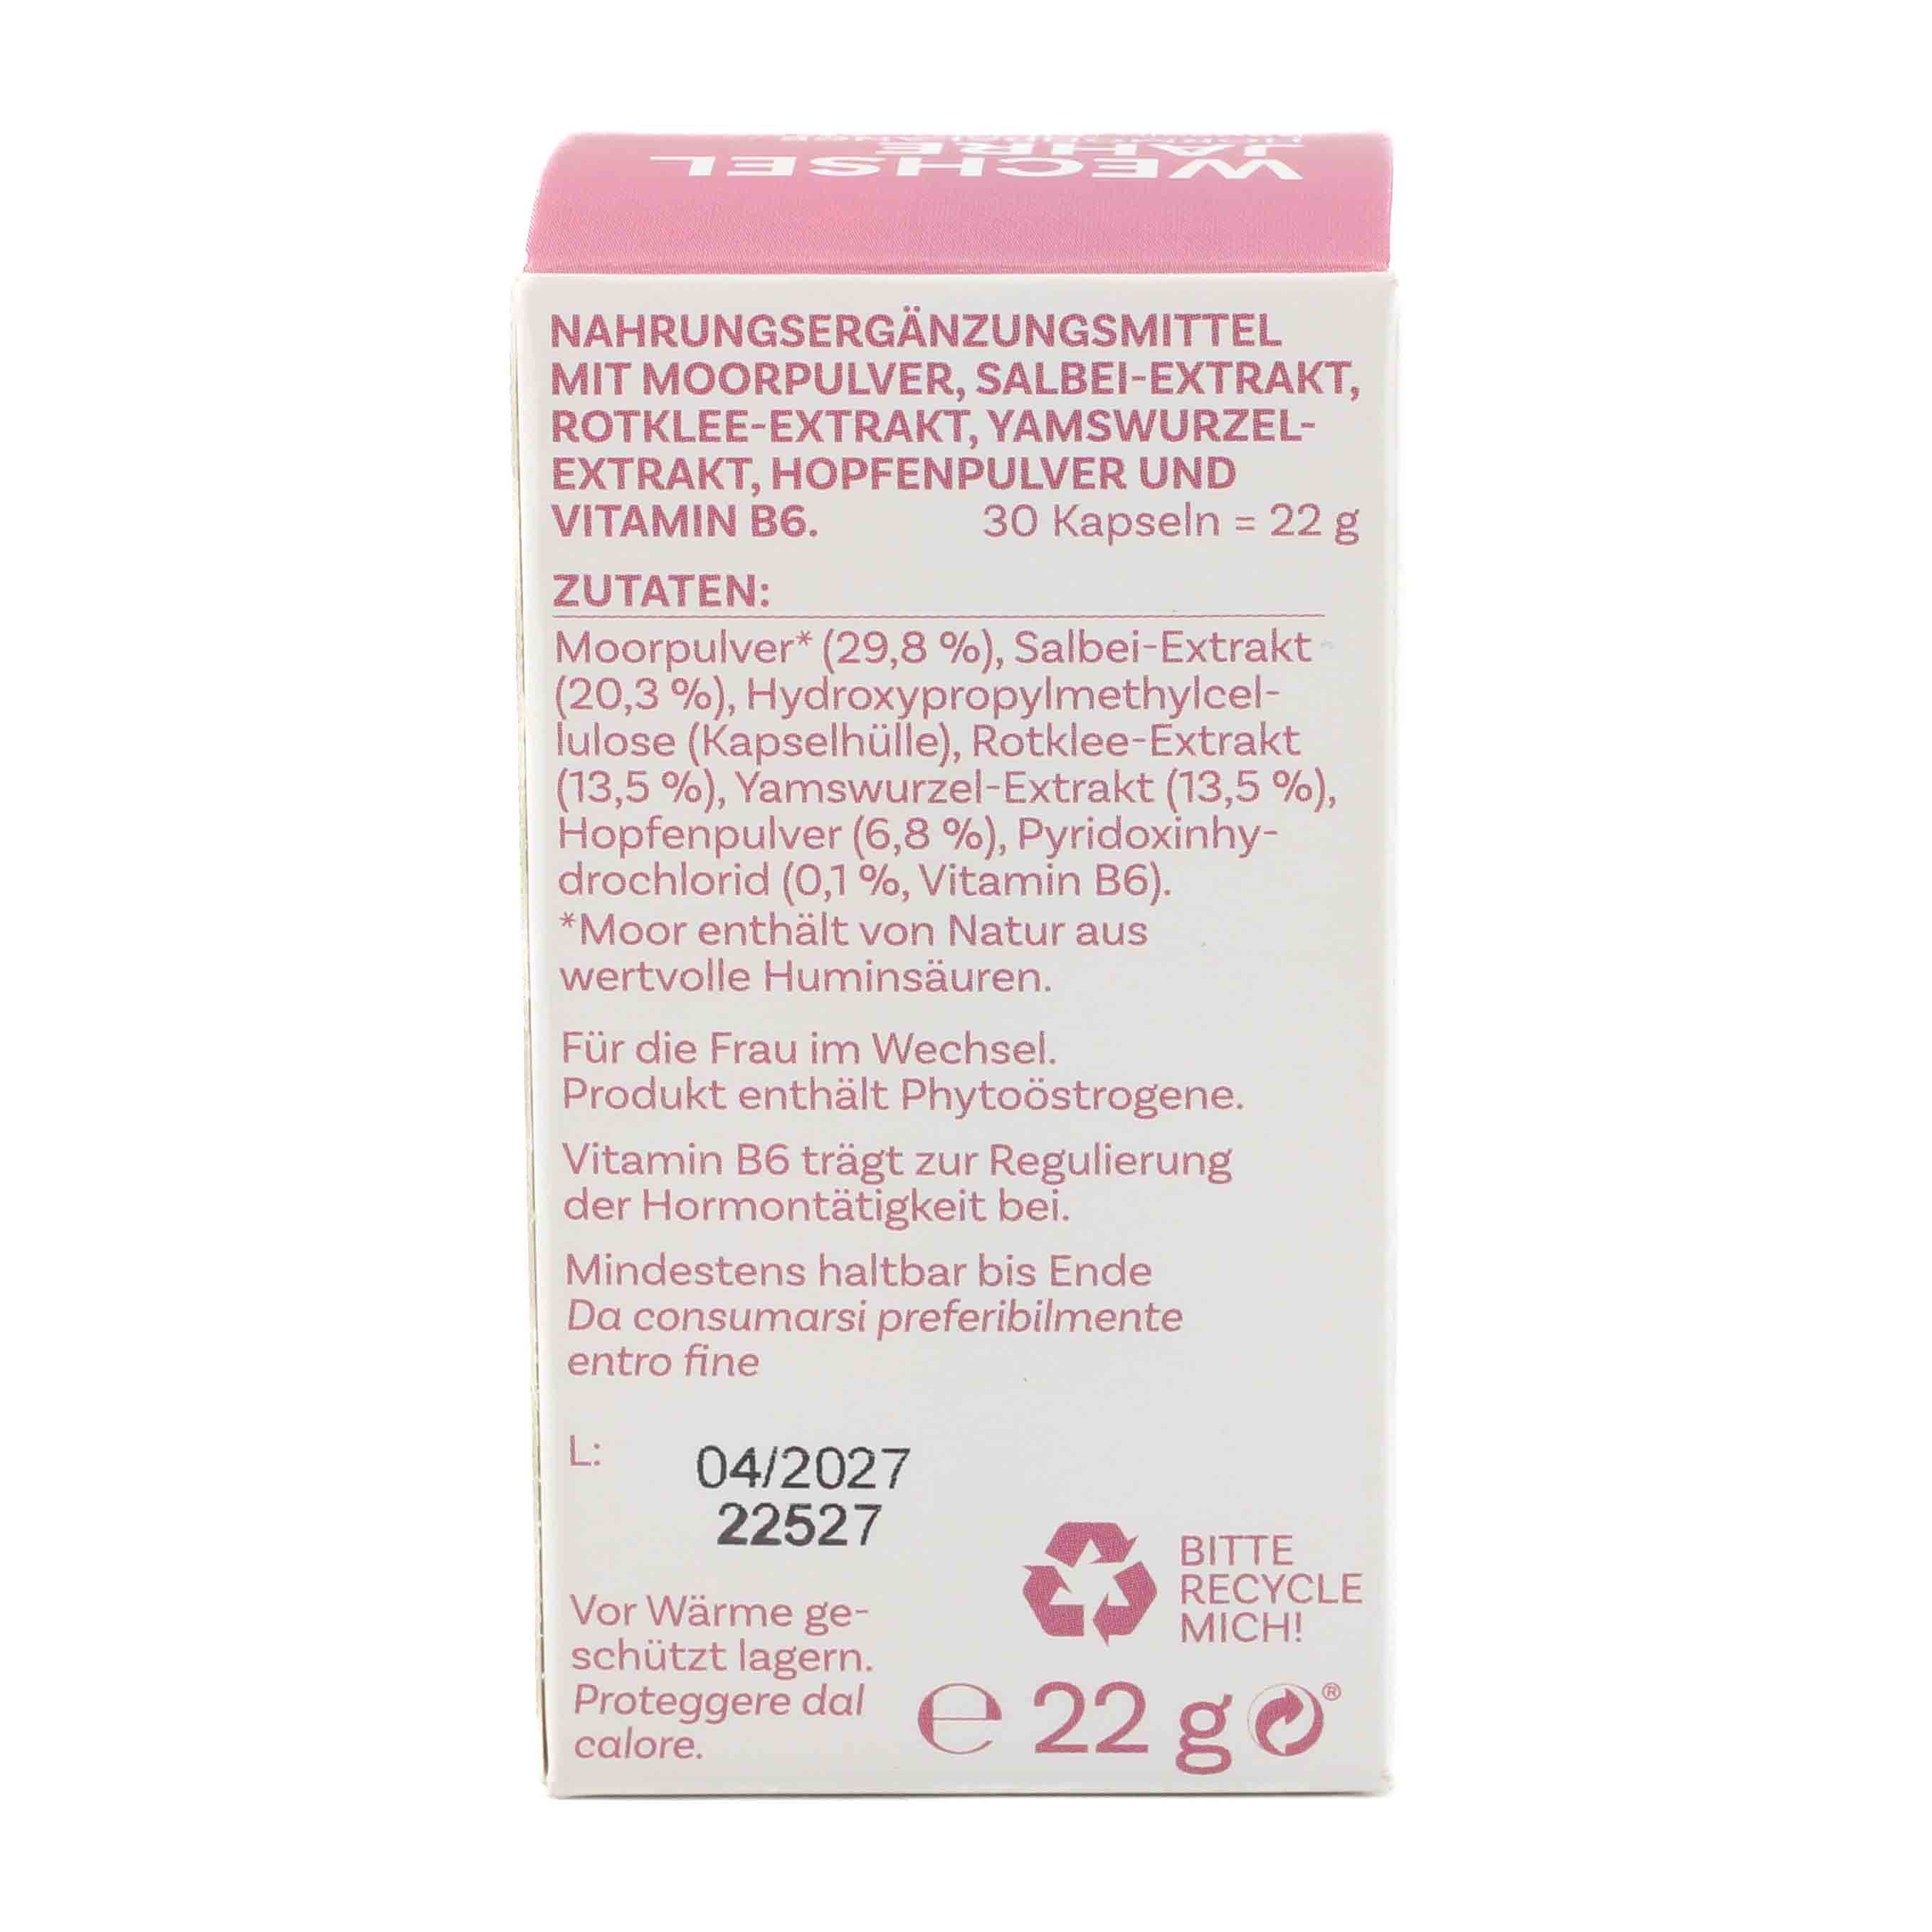 WECHSEL
JAHRE
NAHRUNGSERGÄNZUNGSMITTEL
MIT MOORPULVER, SALBEI-EXTRAKT,
ROTKLEE-EXTRAKT, YAMSWURZEL-
EXTRAKT, HOPFENPULVER UND
VITAMIN B6. 30 Kapseln = 22 g
ZUTATEN:
Moorpulver* (29,8 %), Salbei-Extrakt
(20,3 %), Hydroxypropylmethylcel-
lulose (Kapselhülle), Rotklee-Extrakt
(13,5 %), Yamswurzel-Extrakt (13,5 %),
Hopfenpulver (6,8 %), Pyridoxinhy-
drochlorid (0,1 %, Vitamin B6).
*Moor enthält von Natur aus
wertvolle Huminsäuren.
Für die Frau im Wechsel.
Produkt enthält Phytoöstrogene.
Vitamin B6 trägt zur Regulierung
der Hormontätigkeit bei.
Mindestens haltbar bis Ende
Da consumarsi preferibilmente
entro fine
L: 04/2027
22527
BITTE
RECYCLE
MICH!
Vor Wärme ge-
schützt lagern.
Proteggere dal
calore.
℮ 22 g ®